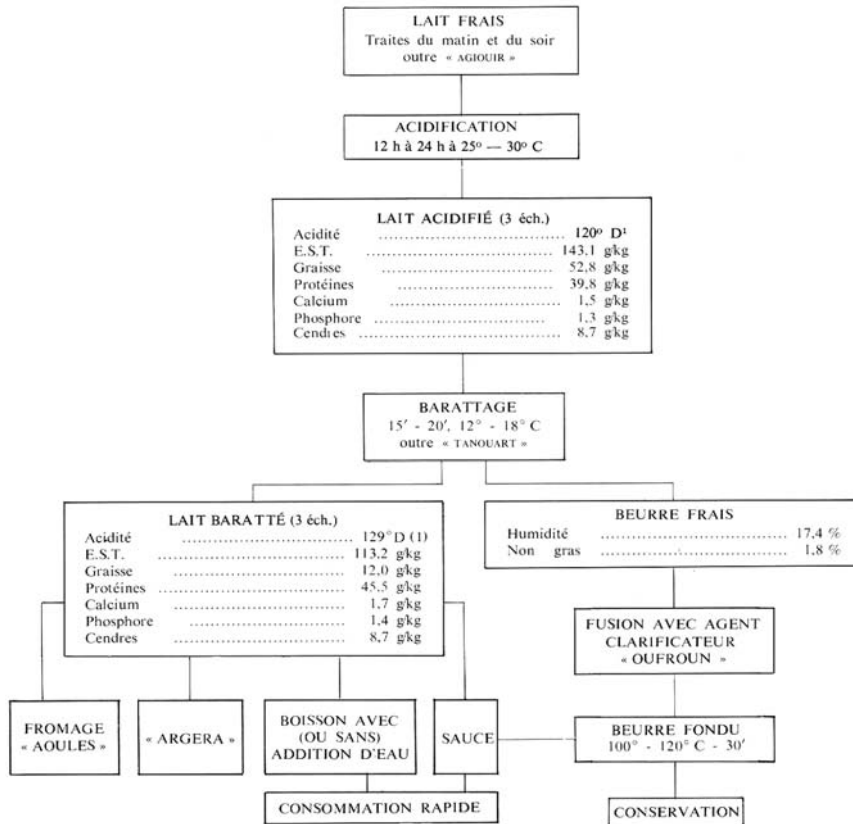 LAIT FRAIS
Traites du matin et du soir
outre « AGIOUIR »
ACIDIFICATION
12 h à 24 h à 25° — 30° C
LAIT ACIDIFIÉ (3 éch.)
Acidité ........................ 120° D¹
E.S.T. ........................ 143,1 g/kg
Graisse ........................ 52,8 g/kg
Protéines ........................ 39,8 g/kg
Calcium ........................ 1,5 g/kg
Phosphore ........................ 1,3 g/kg
Cendres ........................ 8,7 g/kg
BARATTAGE
15' - 20', 12° - 18° C
outre « TANOUART »
LAIT BARATTÉ (3 éch.)
Acidité ........................ 129° D (1)
E.S.T. ........................ 113,2 g/kg
Graisse ........................ 12,0 g/kg
Protéines ........................ 45,5 g/kg
Calcium ........................ 1,7 g/kg
Phosphore ........................ 1,4 g/kg
Cendres ........................ 8,7 g/kg
BEURRE FRAIS
Humidité ........................ 17,4 %
Non gras ........................ 1,8 %
FUSION AVEC AGENT
CLARIFICATEUR
« OUFROUN »
FROMAGE
« AOULES »
« ARGERA »
BOISSON AVEC
(OU SANS)
ADDITION D'EAU
SAUCE
BEURRE FONDU
100° - 120° C - 30'
CONSOMMATION RAPIDE
CONSERVATION